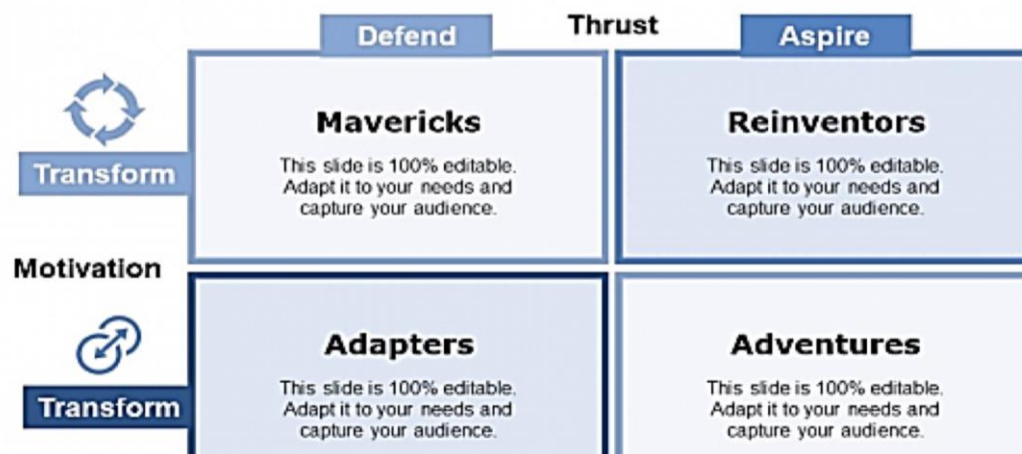 Thrust
Defend
Aspire
Transform
Mavericks
This slide is 100% editable.
Adapt it to your needs and
capture your audience.
Reinventors
This slide is 100% editable.
Adapt it to your needs and
capture your audience.
Motivation
Transform
Adapters
This slide is 100% editable.
Adapt it to your needs and
capture your audience.
Adventures
This slide is 100% editable.
Adapt it to your needs and
capture your audience.